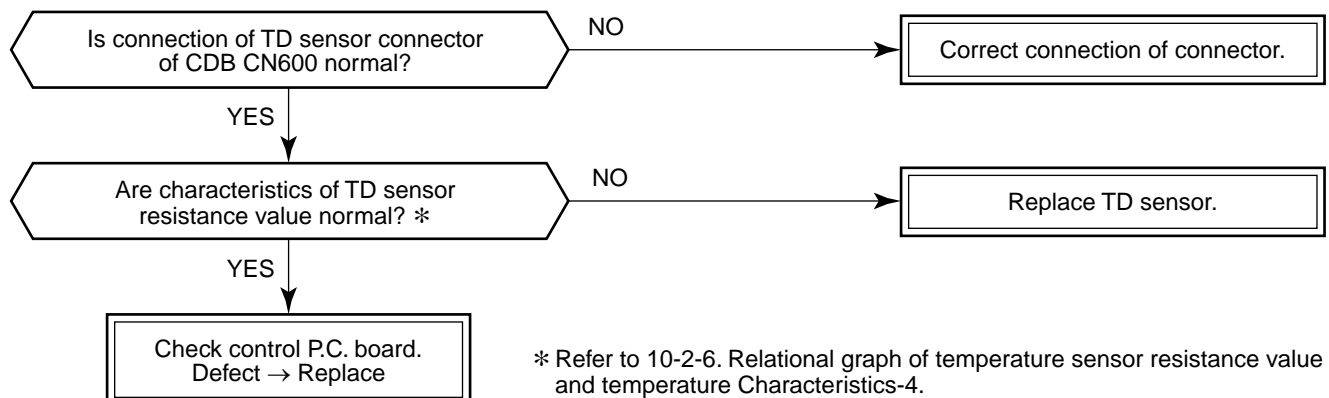 Is connection of TD sensor connector
of CDB CN600 normal?
NO
Correct connection of connector.
YES
Are characteristics of TD sensor
resistance value normal? *
NO
Replace TD sensor.
YES
Check control P.C. board.
Defect → Replace
* Refer to 10-2-6. Relational graph of temperature sensor resistance value
and temperature Characteristics-4.